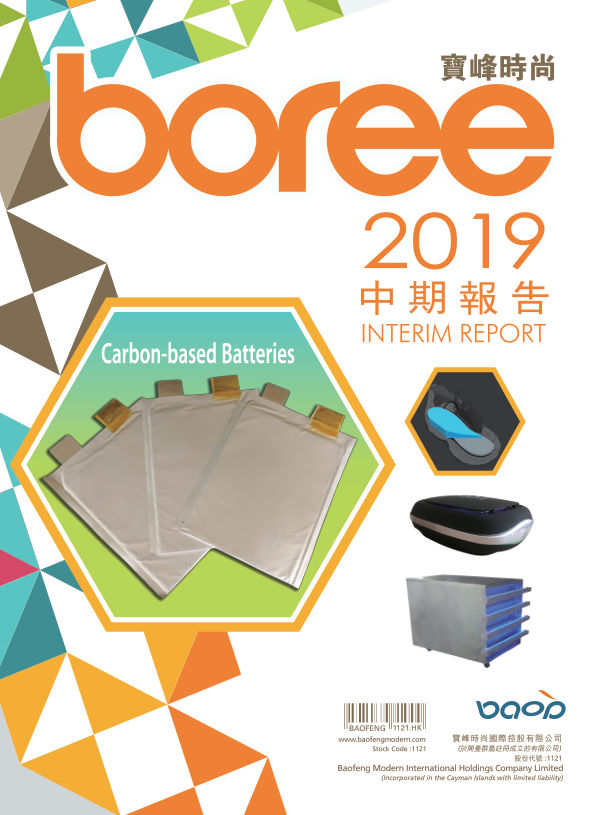 寶峰時尚
boree
2019
中期報告
INTERIM REPORT
Carbon-based Batteries
BAOFENG 1121.HK
www.baofengmodern.com
Stock Code :1121
baop
寶峰時尚國際控股有限公司
(於開曼群島註冊成立的有限公司)
股份代號 :1121
Baofeng Modern International Holdings Company Limited
(Incorporated in the Cayman Islands with limited liability)